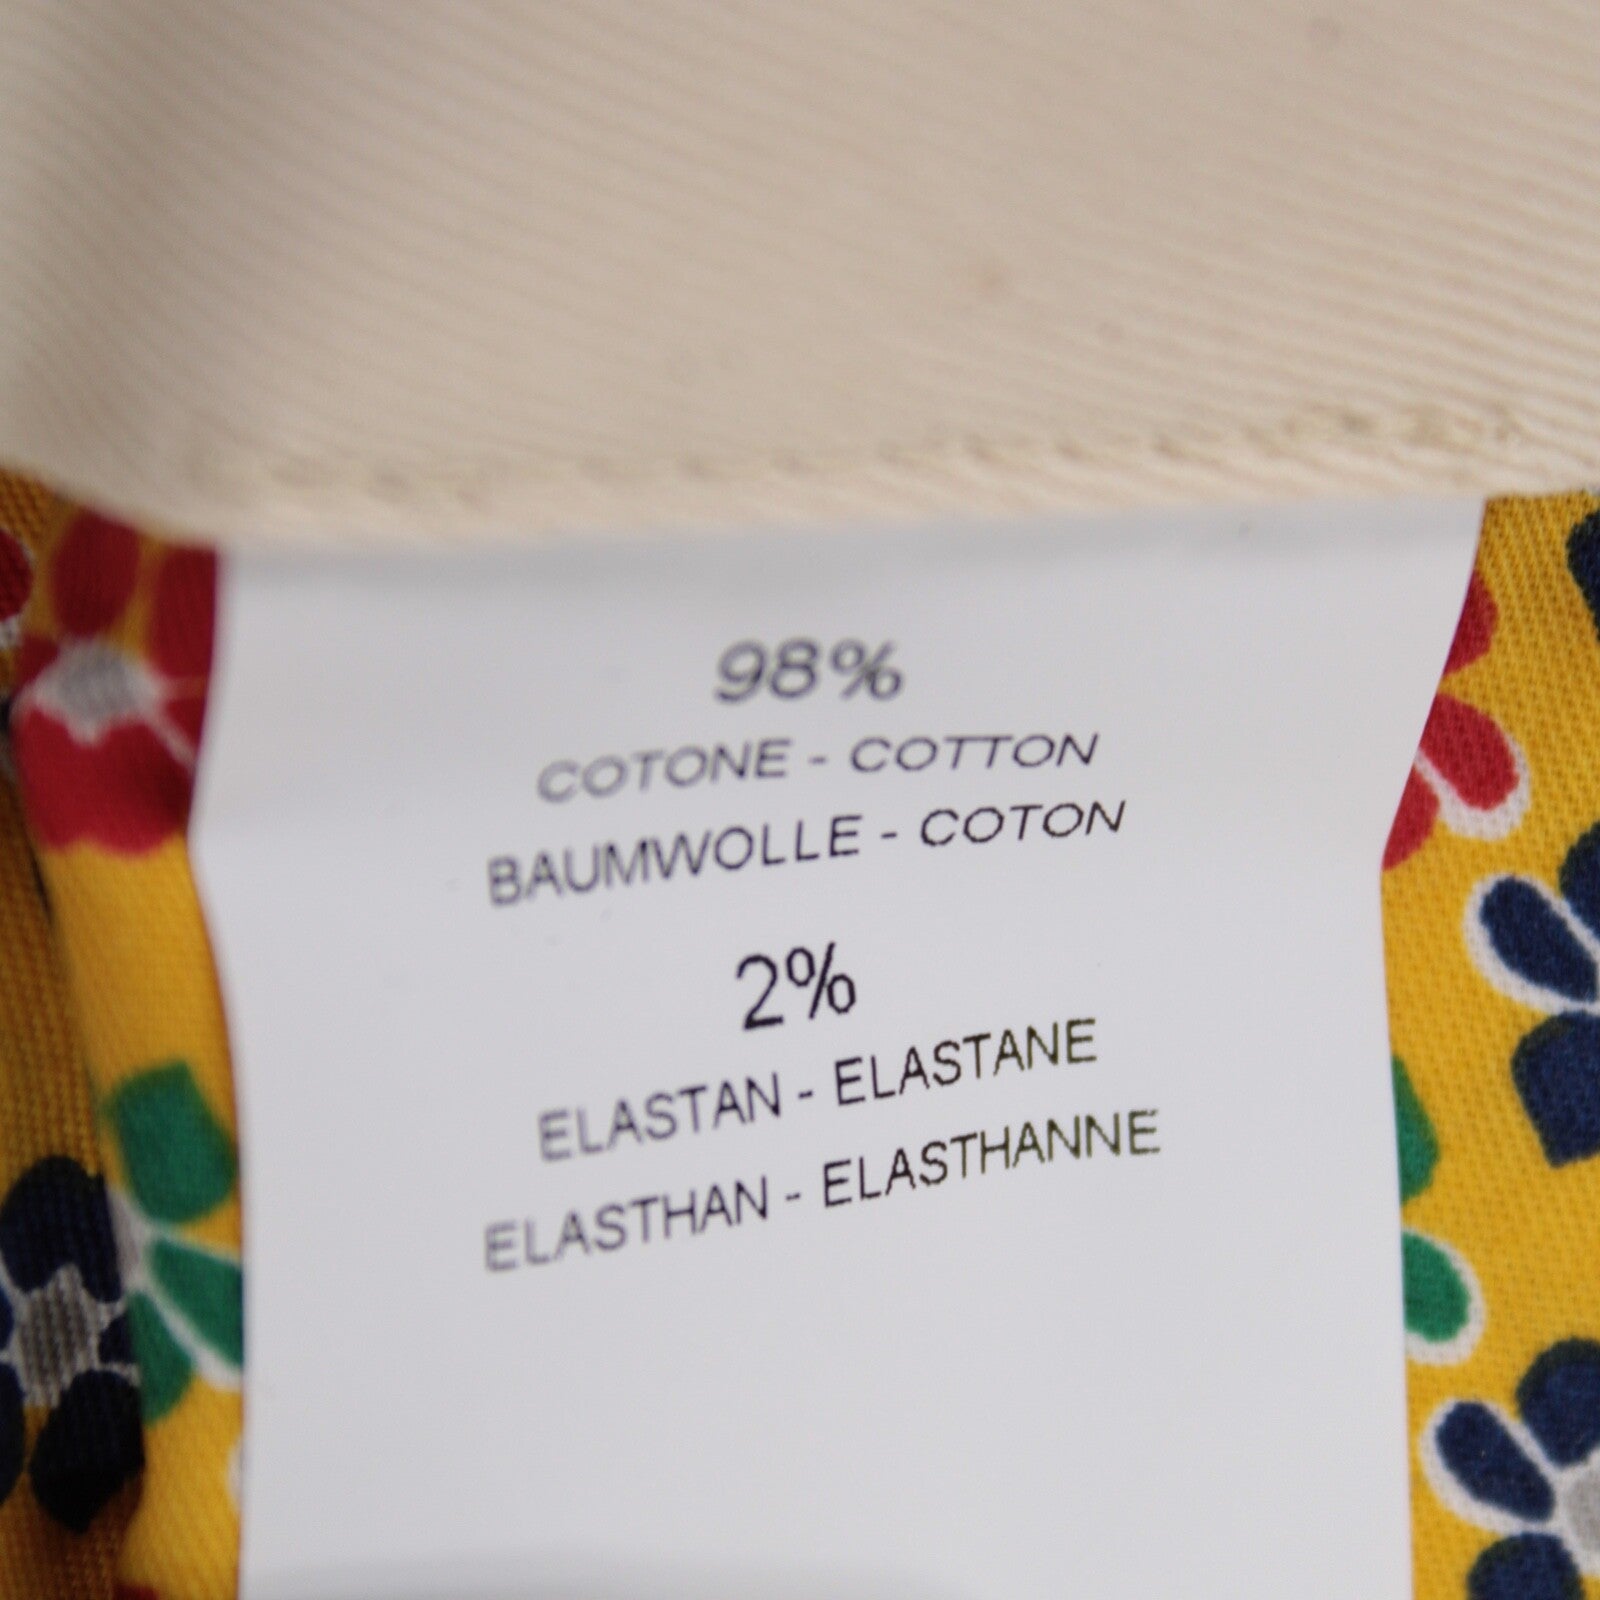 98%
COTONE - COTTON
BAUMWOLLE - COTON
2%
ELASTAN - ELASTANE
ELASTHAN - ELASTHANNE